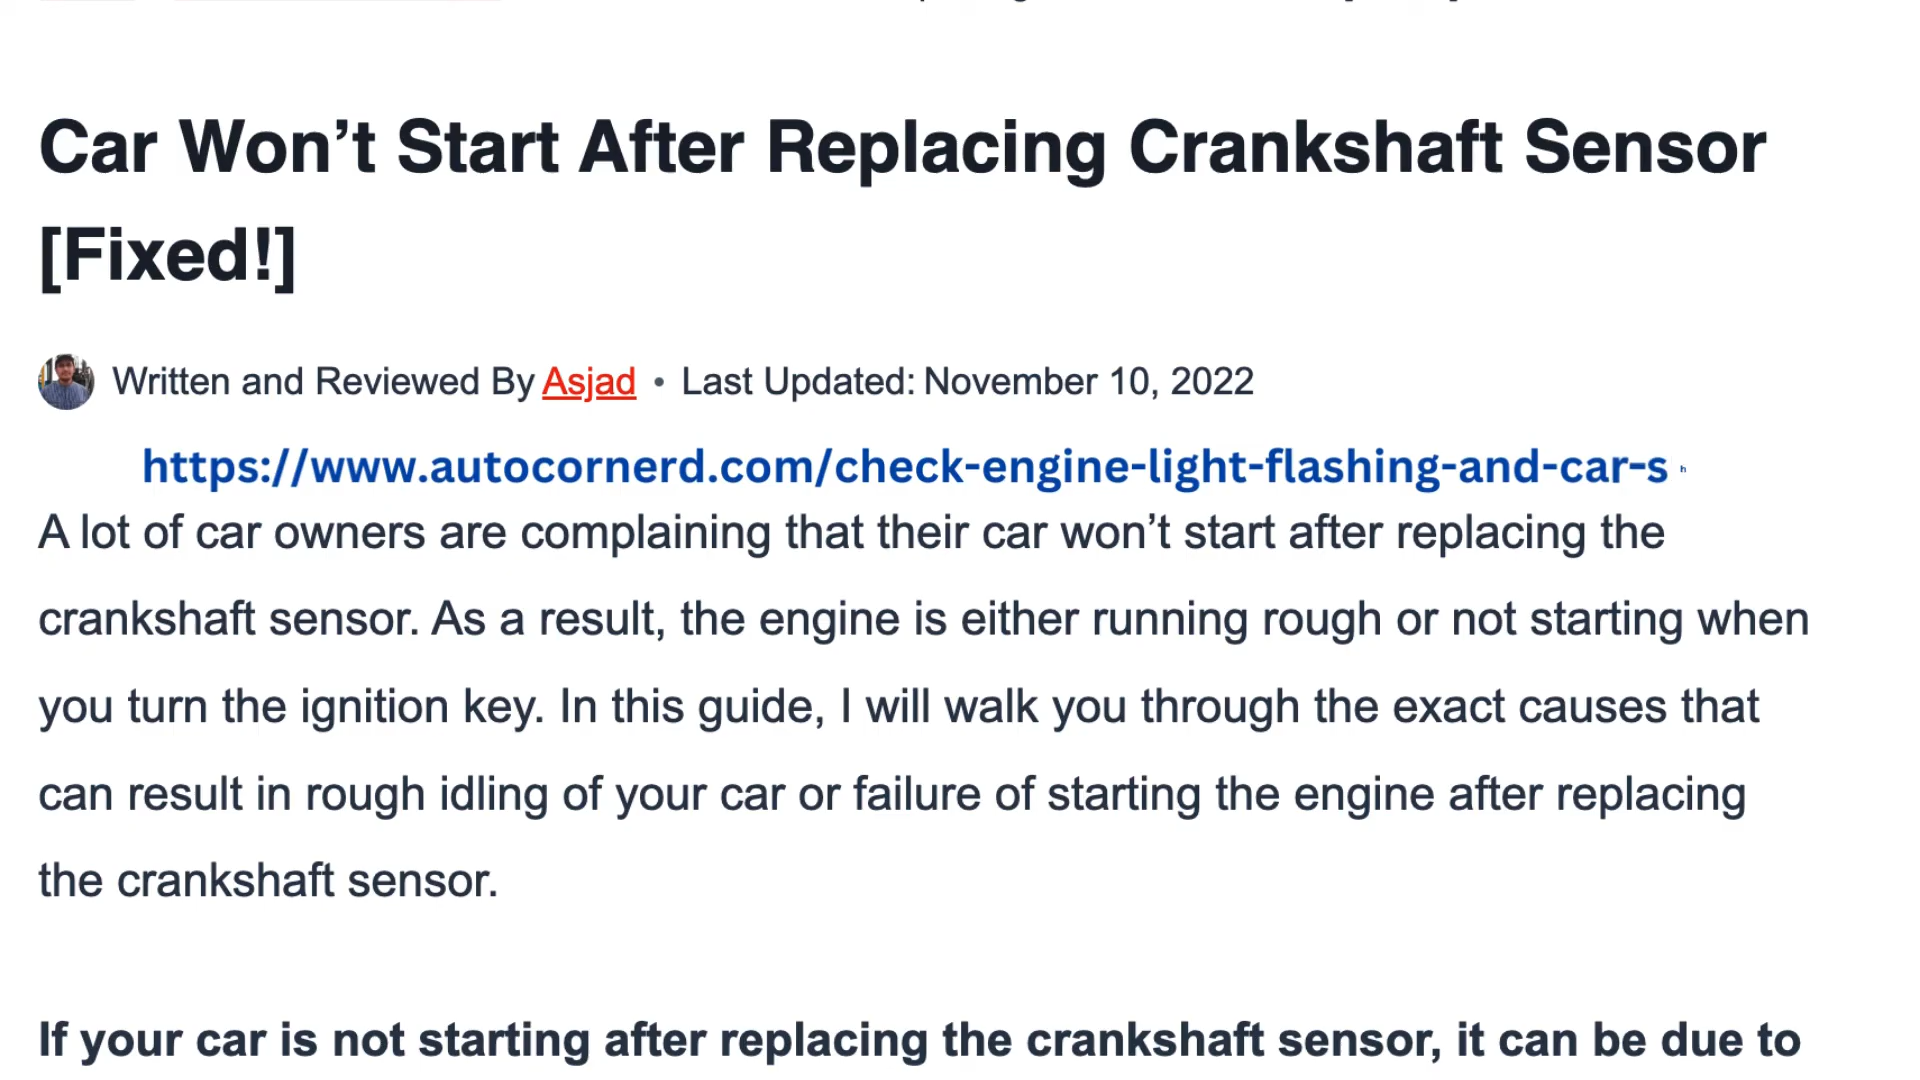 Car Won’t Start After Replacing Crankshaft Sensor
[Fixed!]
Written and Reviewed By Asjad • Last Updated: November 10, 2022
https://www.autocornerd.com/check-engine-light-flashing-and-car-s
A lot of car owners are complaining that their car won’t start after replacing the
crankshaft sensor. As a result, the engine is either running rough or not starting when
you turn the ignition key. In this guide, I will walk you through the exact causes that
can result in rough idling of your car or failure of starting the engine after replacing
the crankshaft sensor.
If your car is not starting after replacing the crankshaft sensor, it can be due to